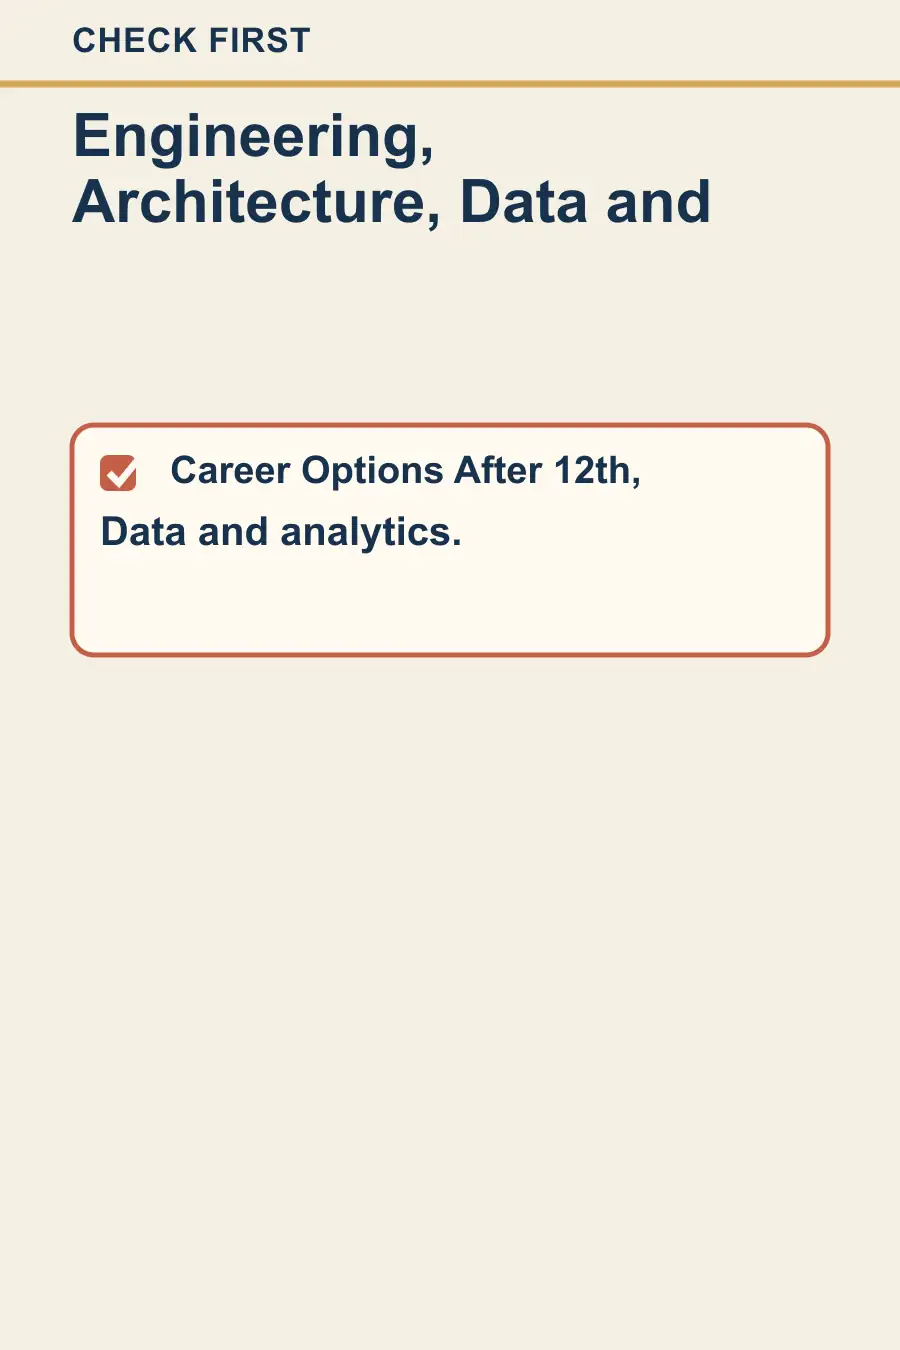 CHECK FIRST
Engineering,
Architecture, Data and
Career Options After 12th,
Data and analytics.